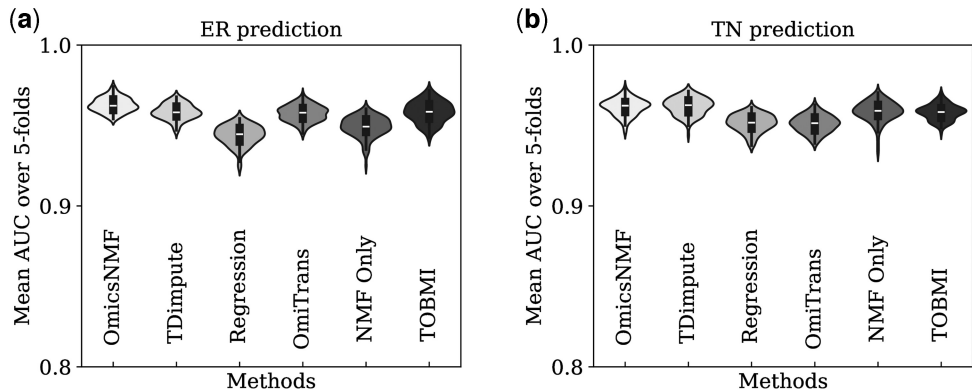 (a)
ER prediction
Mean AUC over 5-folds
1.0
0.9
0.8
OmicsNMF
TDimpute
Regression
OmiTrans
NMF Only
TOBMI
Methods
(b)
TN prediction
Mean AUC over 5-folds
1.0
0.9
0.8
OmicsNMF
TDimpute
Regression
OmiTrans
NMF Only
TOBMI
Methods